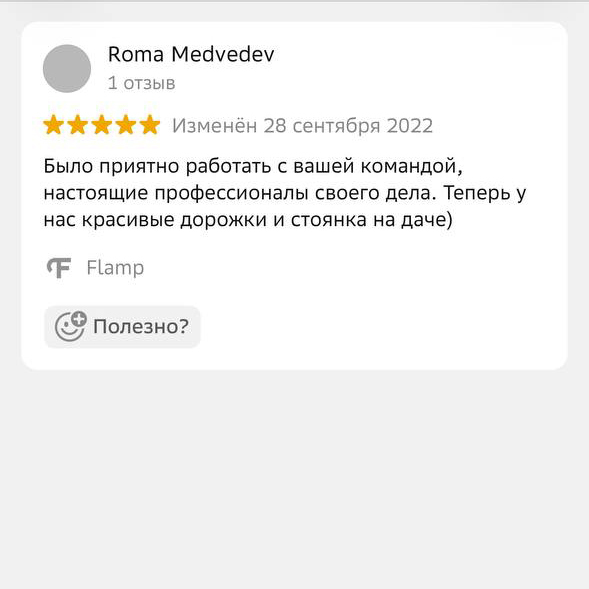 Roma Medvedev
1 отзыв
Изменён 28 сентября 2022
Было приятно работать с вашей командой,
настоящие профессионалы своего дела. Теперь у
нас красивые дорожки и стоянка на даче)
Flamp
Полезно?